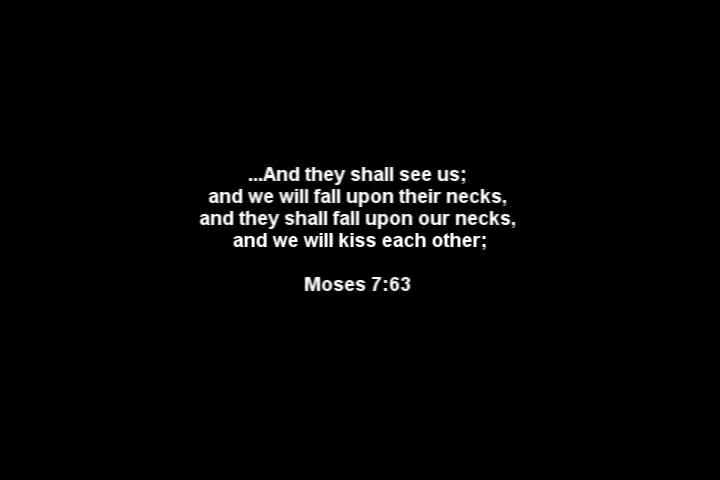 ...And they shall see us;
and we will fall upon their necks,
and they shall fall upon our necks,
and we will kiss each other;
Moses 7:63